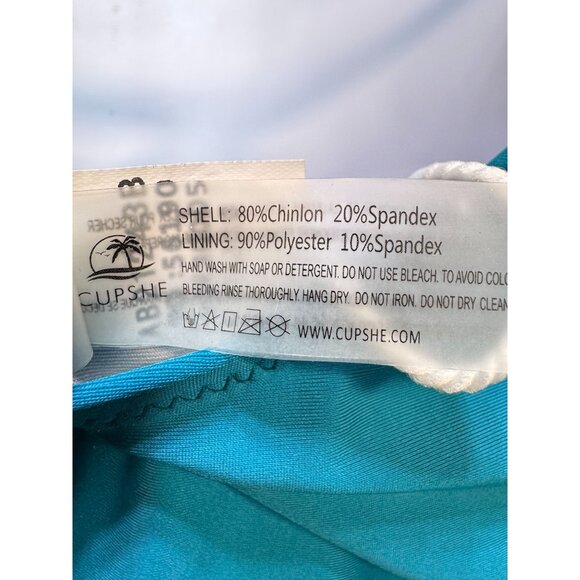 SHELL: 80%Chinlon 20%Spandex
LINING: 90%Polyester 10%Spandex
HAND WASH WITH SOAP OR DETERGENT. DO NOT USE BLEACH. TO AVOID COLO
BLEEDING RINSE THOROUGHLY. HANG DRY. DO NOT IRON. DO NOT DRY CLEAN
CUPSHE
WWW.CUPSHE.COM